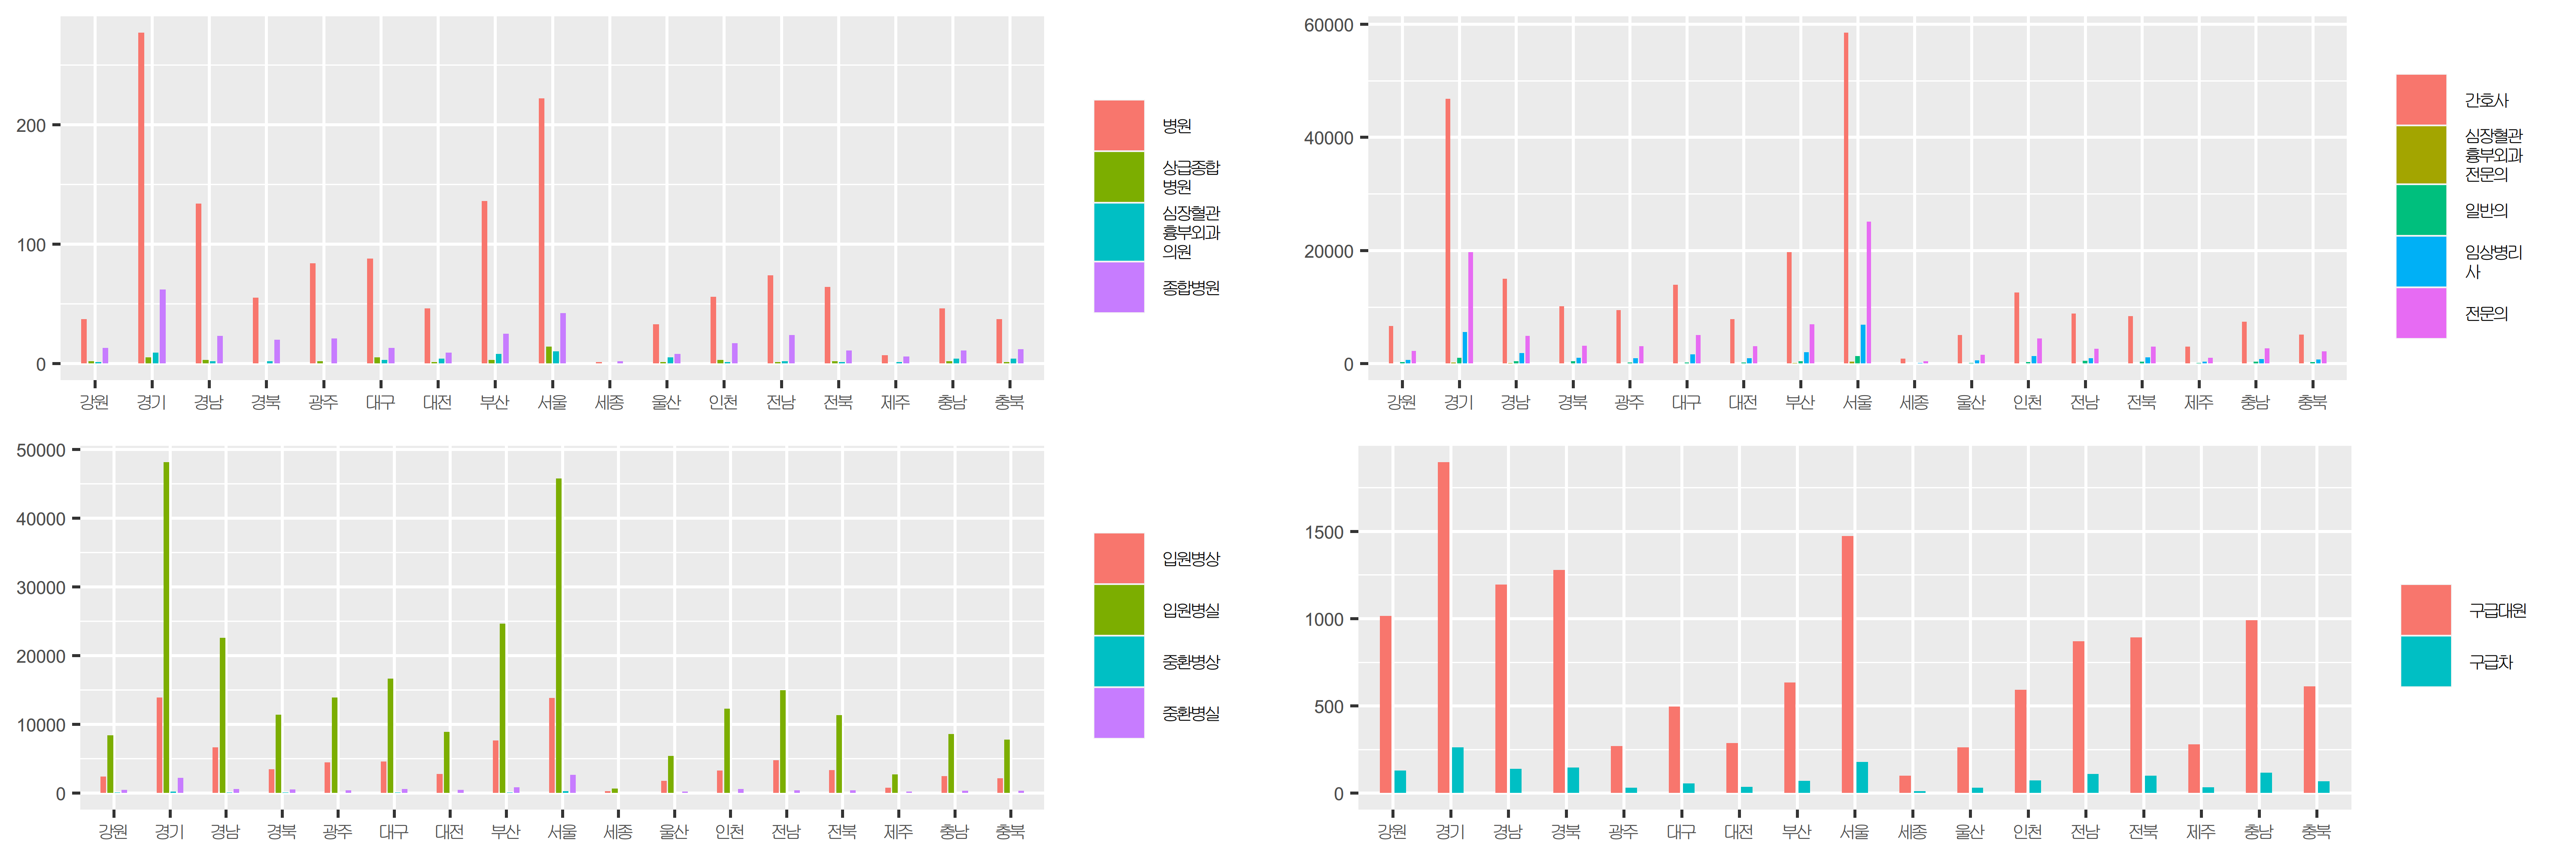 200
100
0
강원 경기 경남 경북 광주 대구 대전 부산 서울 세종 울산 인천 전남 전북 제주 충남 충북
병원
상급종합
병원
심장혈관
흉부외과
의원
종합병원
60000
40000
20000
0
강원 경기 경남 경북 광주 대구 대전 부산 서울 세종 울산 인천 전남 전북 제주 충남 충북
간호사
심장혈관
흉부외과
전문의
일반의
임상병리
사
전문의
50000
40000
30000
20000
10000
0
강원 경기 경남 경북 광주 대구 대전 부산 서울 세종 울산 인천 전남 전북 제주 충남 충북
입원병상
입원병실
중환병상
중환병실
1500
1000
500
0
강원 경기 경남 경북 광주 대구 대전 부산 서울 세종 울산 인천 전남 전북 제주 충남 충북
구급대원
구급차